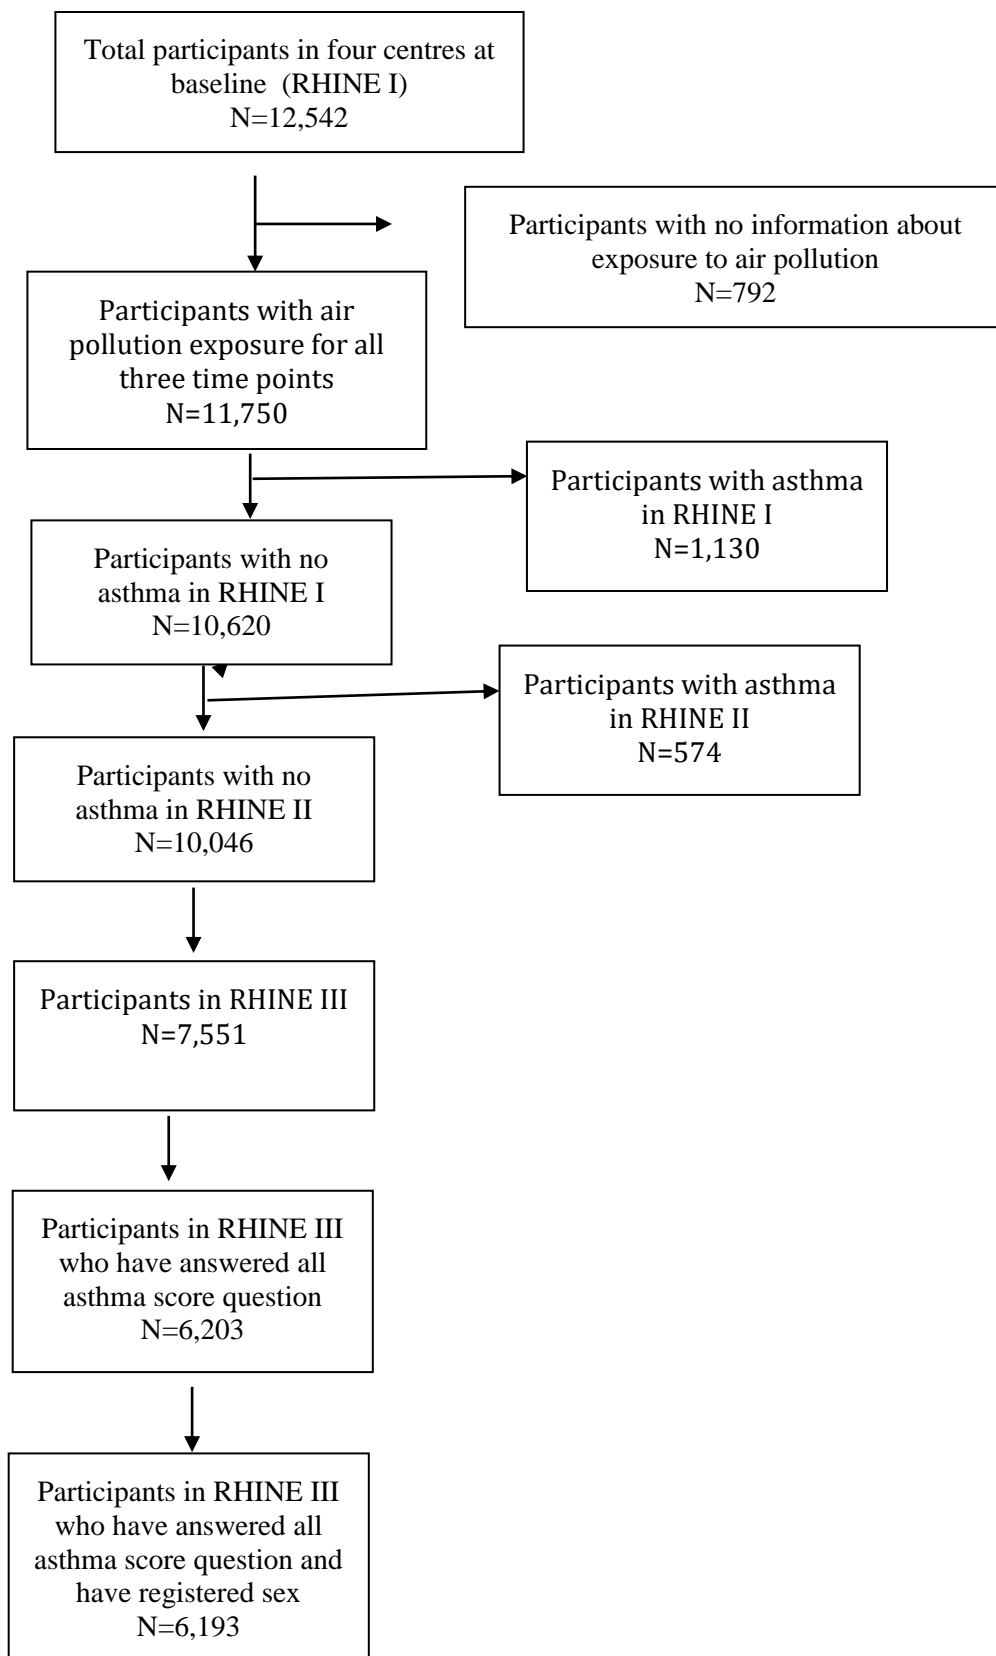 Total participants in four centres at
baseline (RHINE I)
N=12,542
Participants with no information about
exposure to air pollution
N=792
Participants with air
pollution exposure for all
three time points
N=11,750
Participants with asthma
in RHINE I
N=1,130
Participants with no
asthma in RHINE I
N=10,620
Participants with asthma
in RHINE II
N=574
Participants with no
asthma in RHINE II
N=10,046
Participants in RHINE III
N=7,551
Participants in RHINE III
who have answered all
asthma score question
N=6,203
Participants in RHINE III
who have answered all
asthma score question and
have registered sex
N=6,193